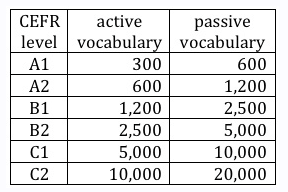 CEFR level active vocabulary passive vocabulary
A1 300 600
A2 600 1,200
B1 1,200 2,500
B2 2,500 5,000
C1 5,000 10,000
C2 10,000 20,000